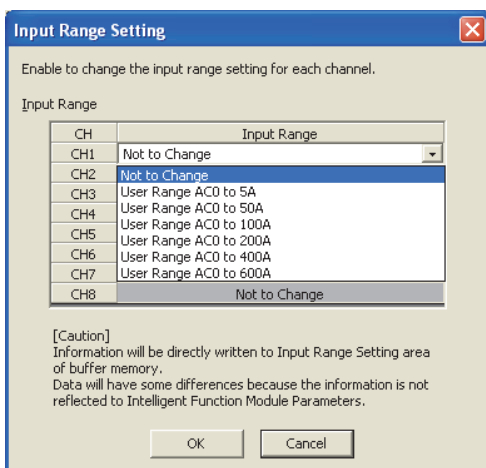 Input Range Setting
Enable to change the input range setting for each channel.
Input Range
CH Input Range
CH1 Not to Change
CH2 Not to Change
CH3 User Range AC0 to 5A
CH4 User Range AC0 to 50A
User Range AC0 to 100A
CH5 User Range AC0 to 200A
CH6 User Range AC0 to 400A
CH7 User Range AC0 to 600A
CH8 Not to Change
[Caution]
Information will be directly written to Input Range Setting area
of buffer memory.
Data will have some differences because the information is not
reflected to Intelligent Function Module Parameters.
OK Cancel